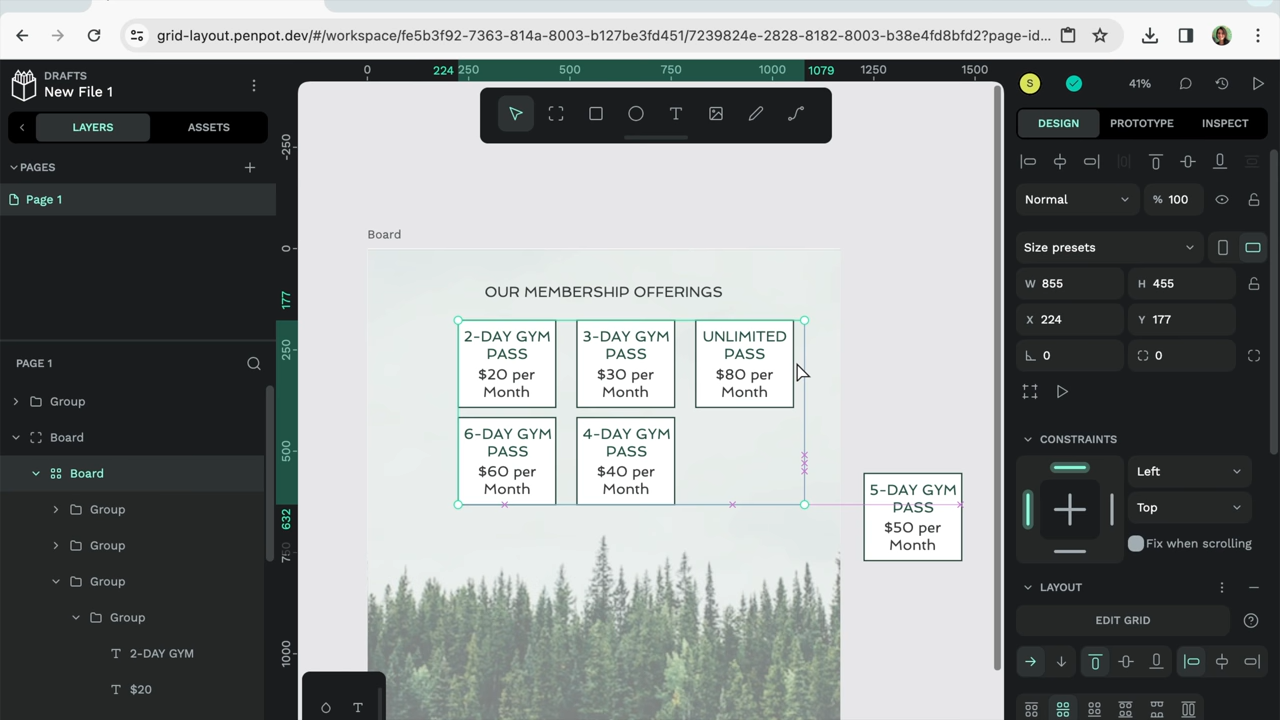 grid-layout.penpot.dev/#/workspace/fe5b3f92-7363-814a-8003-b127be3fd451/7239824e-2828-8182-8003-b38e4fd8bfd2?page-id...
DRAFTS
New File 1
LAYERS
ASSETS
PAGES
Page 1
PAGE 1
Group
Board
Board
Group
Group
Group
Group
2-DAY GYM
$20
0
224
250
500
750
1000
1079
1250
1500
-250
0
177
250
500
632
750
1000
Board
OUR MEMBERSHIP OFFERINGS
2-DAY GYM
PASS
$20 per
Month
3-DAY GYM
PASS
$30 per
Month
UNLIMITED
PASS
$80 per
Month
6-DAY GYM
PASS
$60 per
Month
4-DAY GYM
PASS
$40 per
Month
5-DAY GYM
PASS
$50 per
Month
S
41%
DESIGN
PROTOTYPE
INSPECT
Normal
% 100
Size presets
W 855
H 455
X 224
Y 177
0
0
CONSTRAINTS
Left
Top
Fix when scrolling
LAYOUT
EDIT GRID